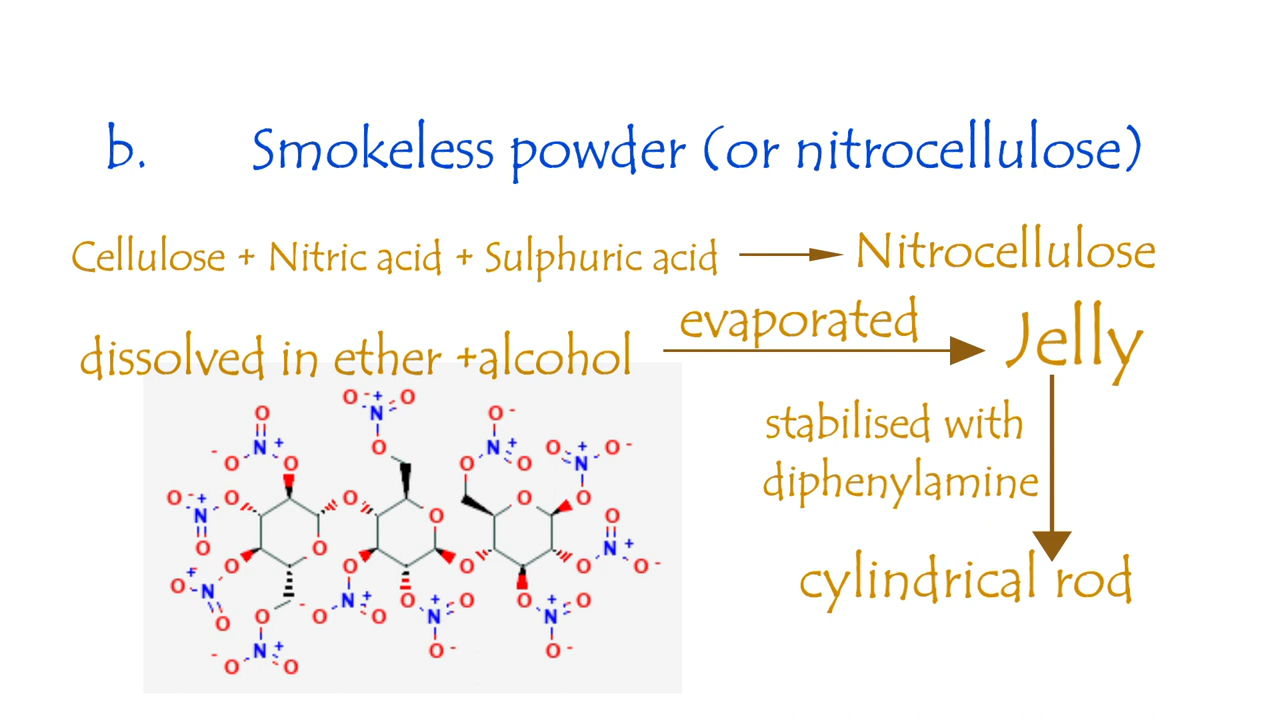 b. Smokeless powder (or nitrocellulose)
Cellulose + Nitric acid + Sulphuric acid → Nitrocellulose
dissolved in ether +alcohol
evaporated
Jelly
stabilised with
diphenylamine
cylindrical rod